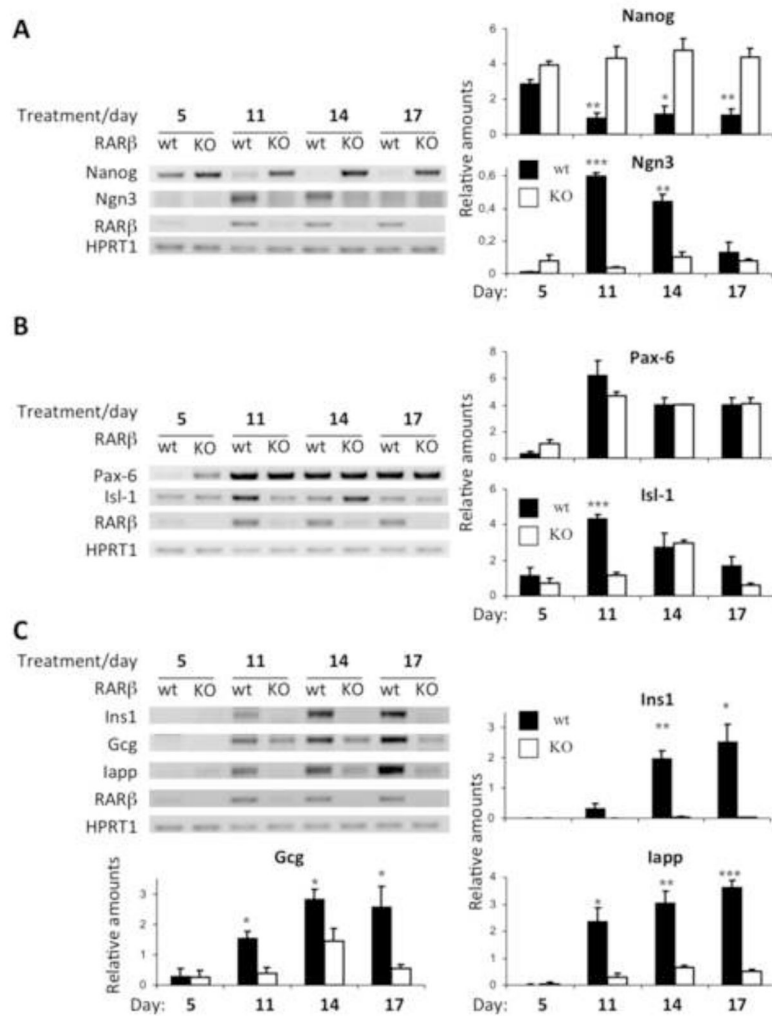 A
Treatment/day 5 11 14 17
RARβ wt KO wt KO wt KO wt KO
Nanog
Ngn3
RARβ
HPRT1
Nanog
6
4
2
0
** * **
Relative amounts
Ngn3
wt
KO
0,6
0,4
0,2
0
*** **
Day: 5 11 14 17
B
Treatment/day 5 11 14 17
RARβ wt KO wt KO wt KO wt KO
Pax-6
Isl-1
RARβ
HPRT1
Pax-6
8
6
4
2
0
Relative amounts
Isl-1
wt
KO
6
4
2
0
***
Day: 5 11 14 17
C
Treatment/day 5 11 14 17
RARβ wt KO wt KO wt KO wt KO
Ins1
Gcg
Iapp
RARβ
HPRT1
Ins1
wt
KO
3
2
1
0
** *
Relative amounts
Gcg
3
2
1
0
* * *
Relative amounts
Day: 5 11 14 17
Iapp
4
3
2
1
0
* ** ***
Day: 5 11 14 17